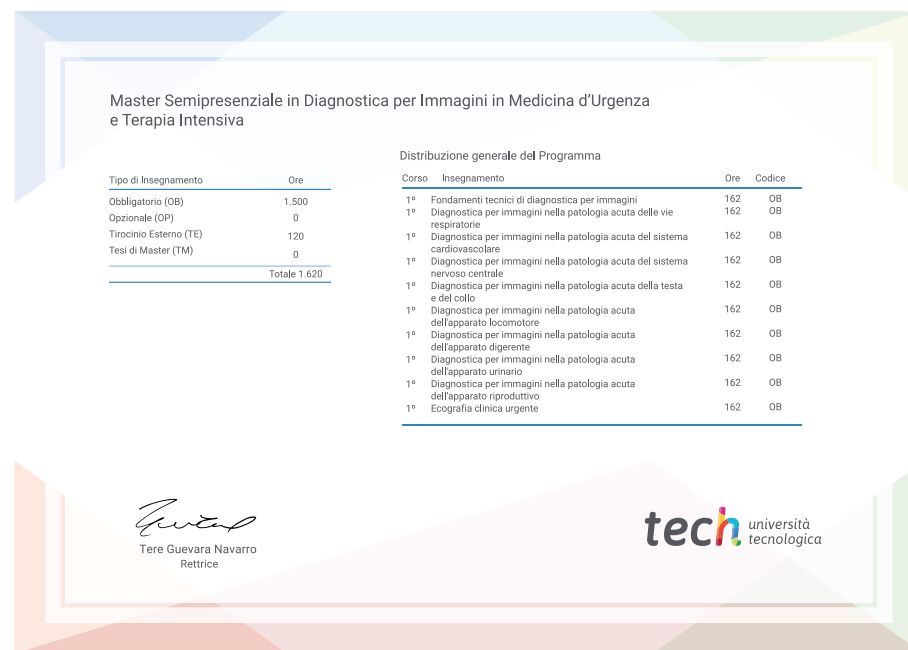 Master Semipresenziale in Diagnostica per Immagini in Medicina d'Urgenza
e Terapia Intensiva
Tipo di Insegnamento Ore
Obbligatorio (OB) 1.500
Opzionale (OP) 0
Tirocinio Esterno (TE) 120
Tesi di Master (TM) 0
Totale 1.620
Distribuzione generale del Programma
Corso Insegnamento Ore Codice
1º Fondamenti tecnici di diagnostica per immagini 162 OB
1º Diagnostica per immagini nella patologia acuta delle vie 162 OB
respiratorie
1º Diagnostica per immagini nella patologia acuta del sistema 162 OB
cardiovascolare
1º Diagnostica per immagini nella patologia acuta del sistema 162 OB
nervoso centrale
1º Diagnostica per immagini nella patologia acuta della testa 162 OB
e del collo
1º Diagnostica per immagini nella patologia acuta 162 OB
dell'apparato locomotore
1º Diagnostica per immagini nella patologia acuta 162 OB
dell'apparato digerente
1º Diagnostica per immagini nella patologia acuta 162 OB
dell'apparato urinario
1º Diagnostica per immagini nella patologia acuta 162 OB
dell'apparato riproduttivo
1º Ecografia clinica urgente 162 OB
Tere Guevara Navarro
Rettrice
tech università
tecnologica